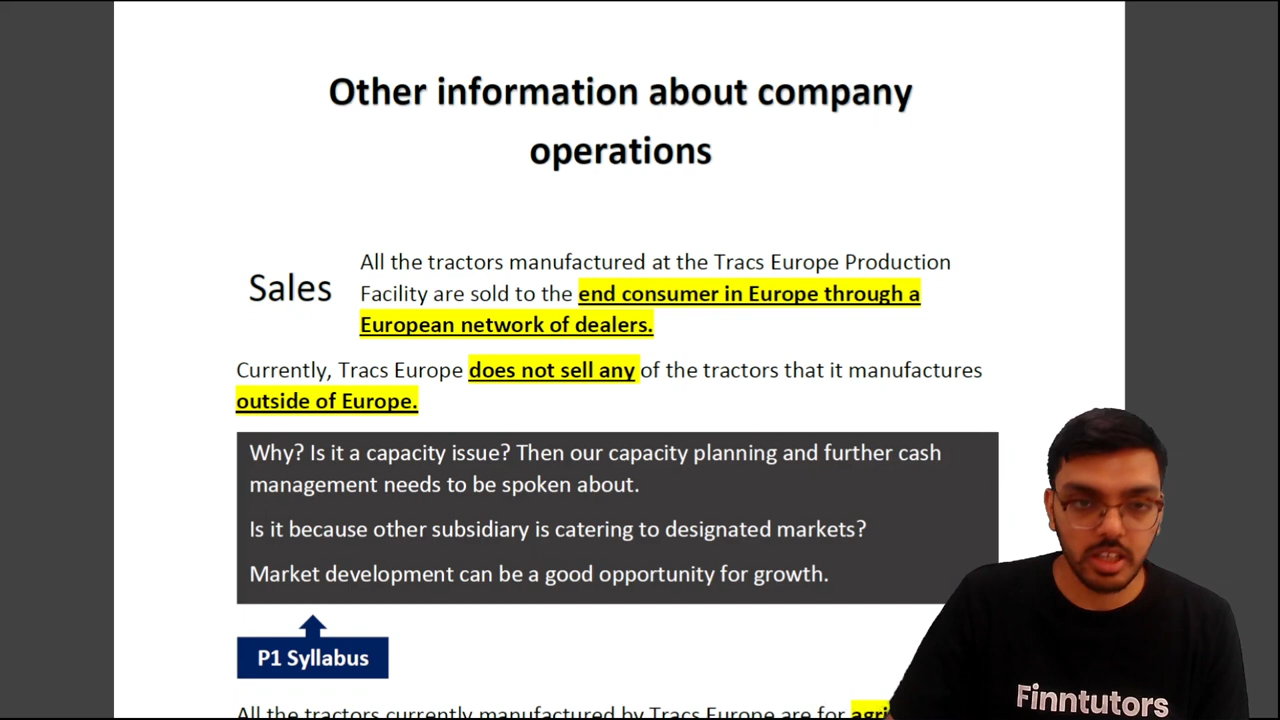 Other information about company
operations
Sales
All the tractors manufactured at the Tracs Europe Production
Facility are sold to the end consumer in Europe through a
European network of dealers.
Currently, Tracs Europe does not sell any of the tractors that it manufactures
outside of Europe.
Why? Is it a capacity issue? Then our capacity planning and further cash
management needs to be spoken about.
Is it because other subsidiary is catering to designated markets?
Market development can be a good opportunity for growth.
P1 Syllabus
All the tractors currently manufactured by Tracs Europe are for
Finntutors